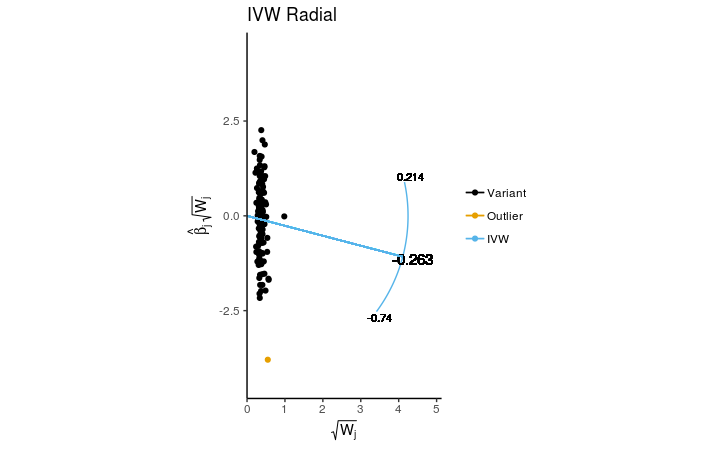 IVW Radial
β̂j√Wj
2.5
0.0
-2.5
0
1
2
3
4
5
√Wj
0.214
-0.263
-0.74
Variant
Outlier
IVW